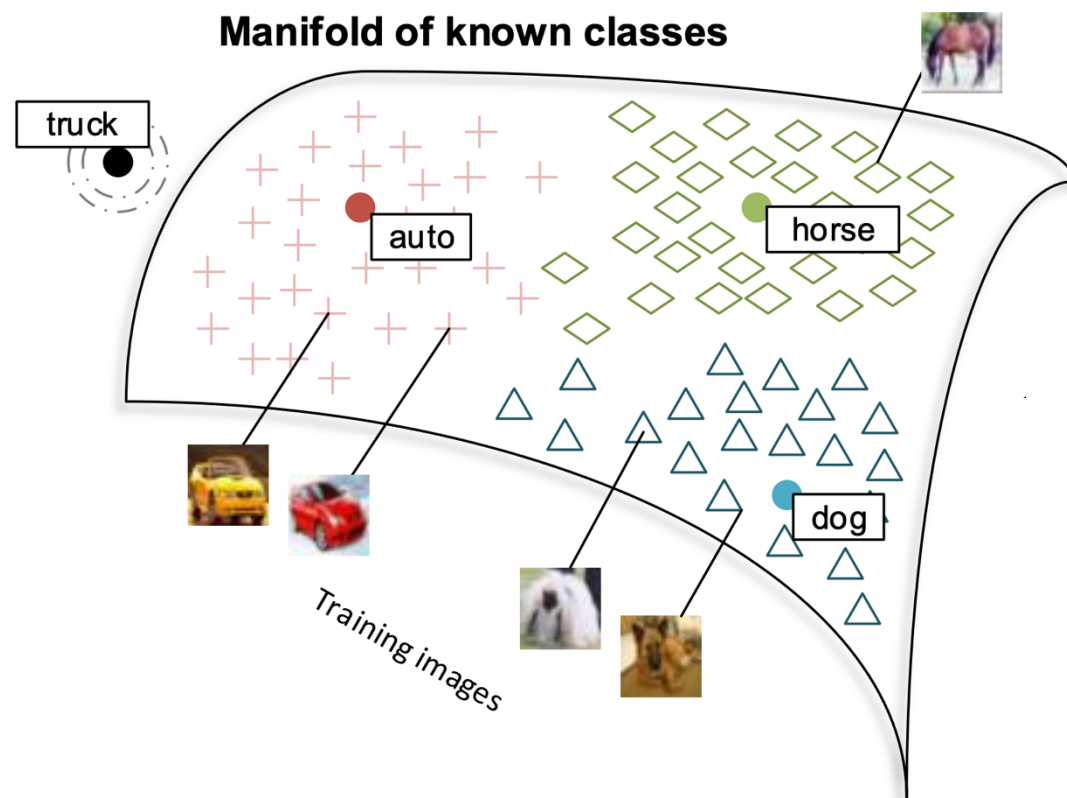 Manifold of known classes
truck
auto
horse
dog
Training images